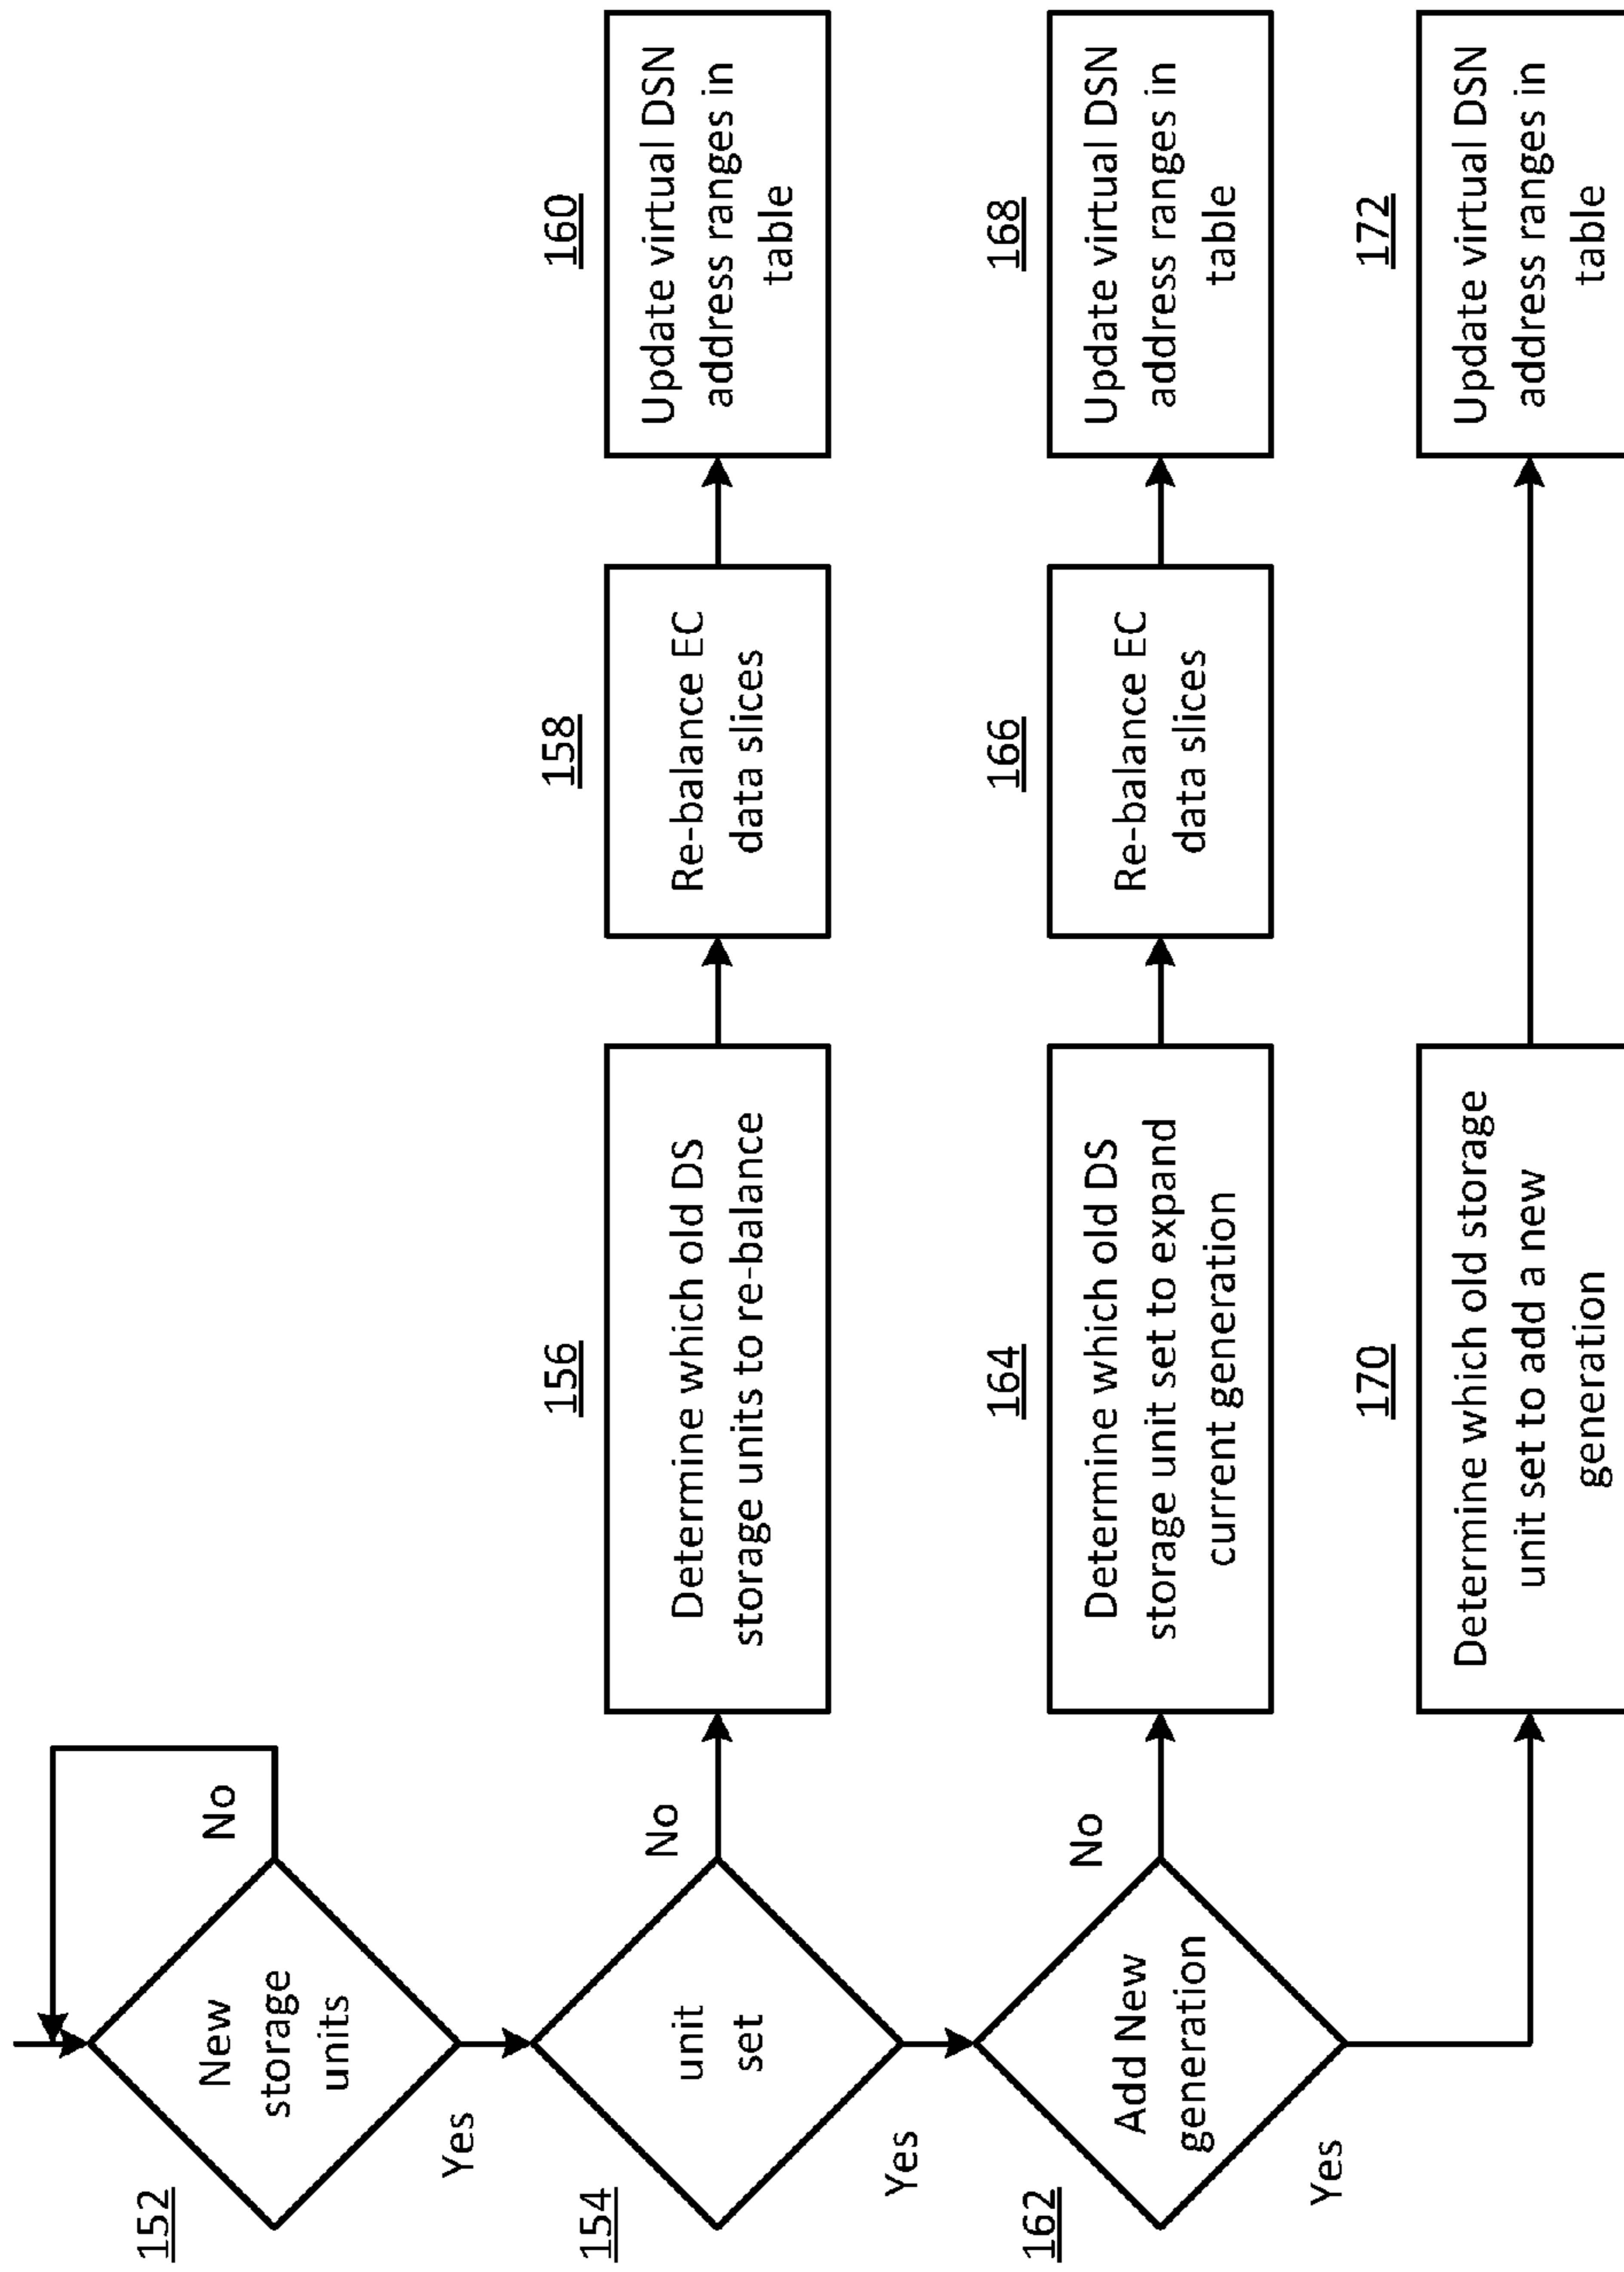 152
New
storage
units
No
Yes
154
unit
set
No
Yes
156
Determine which old DS
storage units to re-balance
158
Re-balance EC
data slices
160
Update virtual DSN
address ranges in
table
162
Add New
generation
No
Yes
164
Determine which old DS
storage unit set to expand
current generation
166
Re-balance EC
data slices
168
Update virtual DSN
address ranges in
table
170
Determine which old storage
unit set to add a new
generation
172
Update virtual DSN
address ranges in
table